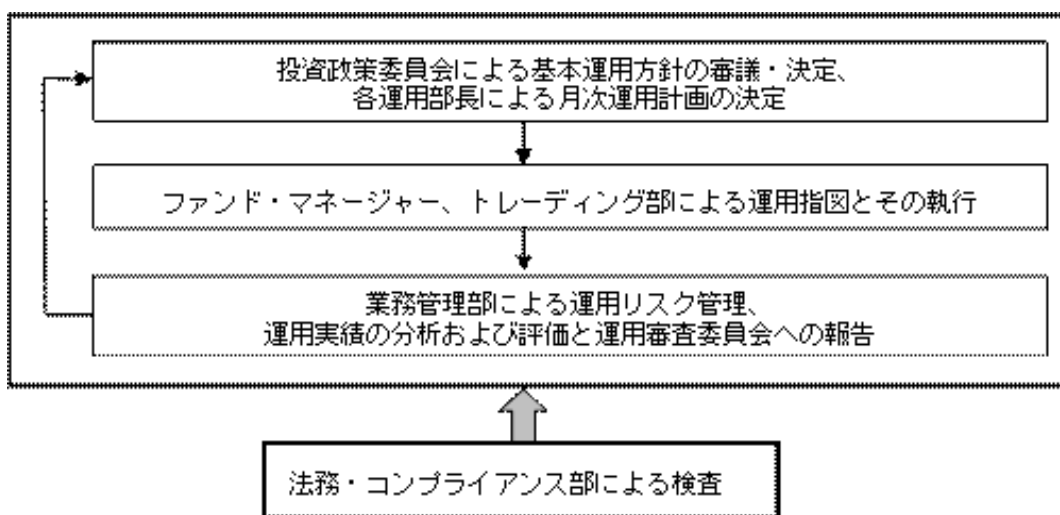 投資政策委員会による基本運用方針の審議・決定、
各運用部長による月次運用計画の決定
ファンド・マネージャー、トレーディング部による運用指図とその執行
業務管理部による運用リスク管理、
運用実績の分析および評価と運用審査委員会への報告
法務・コンプライアンス部による検査